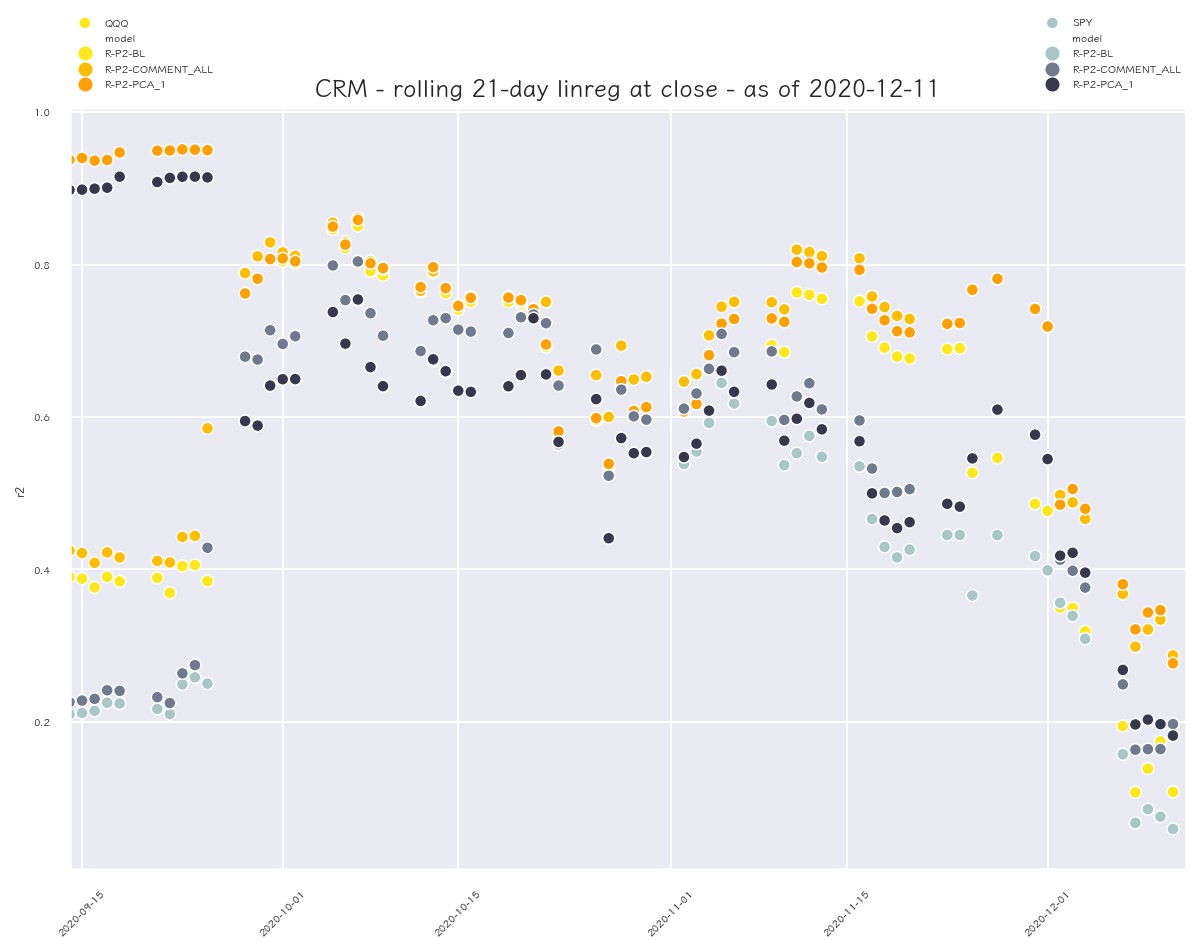 QQQ
model
R-P2-BL
R-P2-COMMENT_ALL
R-P2-PCA_1
SPY
model
R-P2-BL
R-P2-COMMENT_ALL
R-P2-PCA_1
CRM - rolling 21-day linreg at close - as of 2020-12-11
1.0
0.8
0.6
0.4
0.2
r2
2020-09-15
2020-10-01
2020-10-15
2020-11-01
2020-11-15
2020-12-01